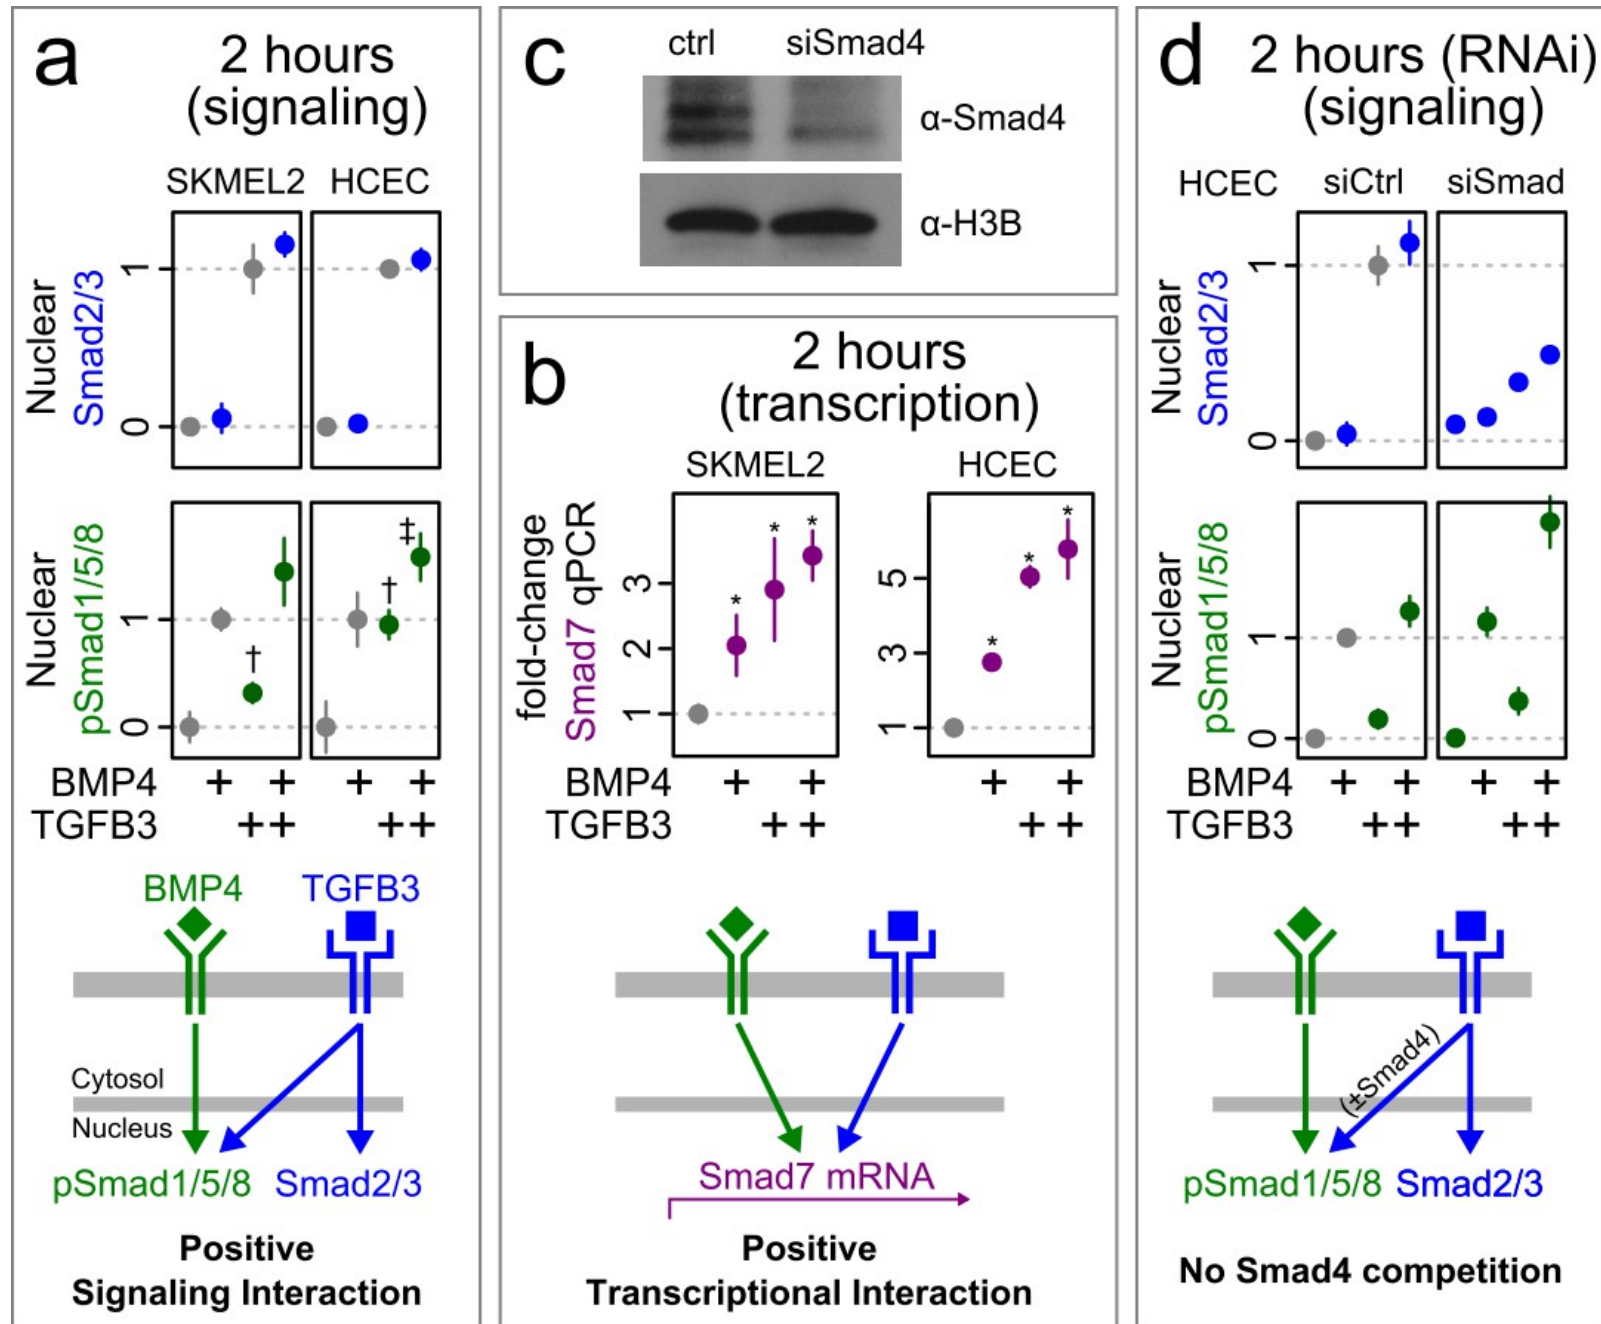 a
2 hours
(signaling)
SKMEL2 HCEC
Nuclear
Smad2/3
1
0
Nuclear
pSmad1/5/8
† † ‡
1
0
BMP4 + + + +
TGFB3 ++ ++
BMP4 TGFB3
Cytosol
Nucleus
pSmad1/5/8 Smad2/3
Positive
Signaling Interaction
c
ctrl siSmad4
α-Smad4
α-H3B
b
2 hours
(transcription)
SKMEL2 HCEC
fold-change
Smad7 qPCR
3
2
1
* * *
5
3
1
* * *
BMP4 + + + +
TGFB3 + + + +
Smad7 mRNA
Positive
Transcriptional Interaction
d
2 hours (RNAi)
(signaling)
HCEC siCtrl siSmad
Nuclear
Smad2/3
1
0
Nuclear
pSmad1/5/8
1
0
BMP4 + + + +
TGFB3 ++ ++
(±Smad4)
pSmad1/5/8 Smad2/3
No Smad4 competition